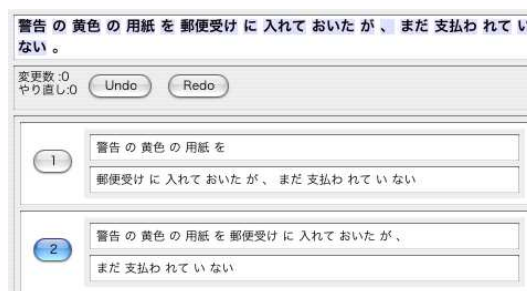 警告 の 黄色 の 用紙 を 郵便受け に 入れて おいた が 、 まだ 支払わ れて い
ない 。
変更数 :0
やり直し:0
Undo
Redo
1
警告 の 黄色 の 用紙 を
郵便受け に 入れて おいた が 、 まだ 支払わ れて い ない
2
警告 の 黄色 の 用紙 を 郵便受け に 入れて おいた が 、
まだ 支払わ れて い ない